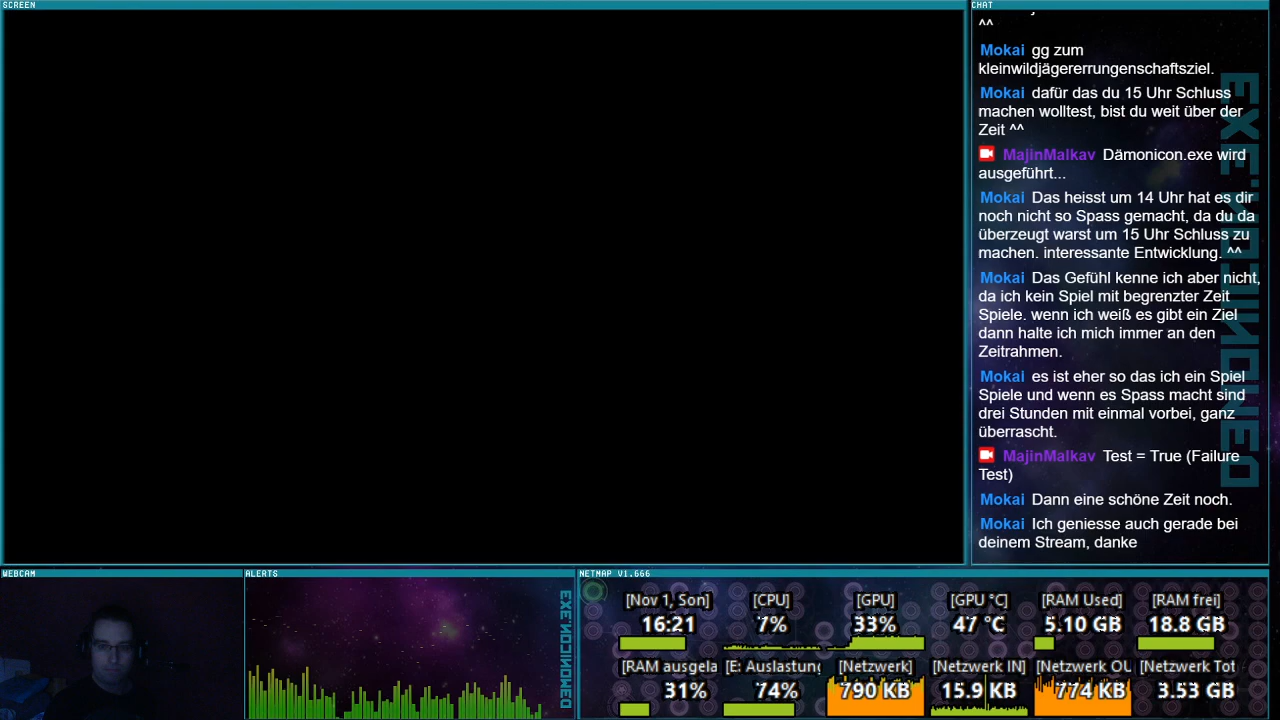 SCREEN
CHAT
^^
Mokai gg zum
kleinwildjägererrungenschaftsziel.
Mokai dafür das du 15 Uhr Schluss
machen wolltest, bist du weit über der
Zeit ^^
MajinMalkav Dämonicon.exe wird
ausgeführt...
Mokai Das heisst um 14 Uhr hat es dir
noch nicht so Spass gemacht, da du da
überzeugt warst um 15 Uhr Schluss zu
machen. interessante Entwicklung. ^^
Mokai Das Gefühl kenne ich aber nicht,
da ich kein Spiel mit begrenzter Zeit
Spiele. wenn ich weiß es gibt ein Ziel
dann halte ich mich immer an den
Zeitrahmen.
Mokai es ist eher so das ich ein Spiel
Spiele und wenn es Spass macht sind
drei Stunden mit einmal vorbei, ganz
überrascht.
MajinMalkav Test = True (Failure
Test)
Mokai Dann eine schöne Zeit noch.
Mokai Ich geniesse auch gerade bei
deinem Stream, danke
WEBCAM
ALERTS
NETMAP V1.666
[Nov 1, Son] [CPU] [GPU] [GPU °C] [RAM Used] [RAM frei]
16:21 7% 33% 47 °C 5.10 GB 18.8 GB
[RAM ausgela [E: Auslastung [Netzwerk] [Netzwerk IN] [Netzwerk OU [Netzwerk Tot
31% 74% 790 KB 15.9 KB 774 KB 3.53 GB